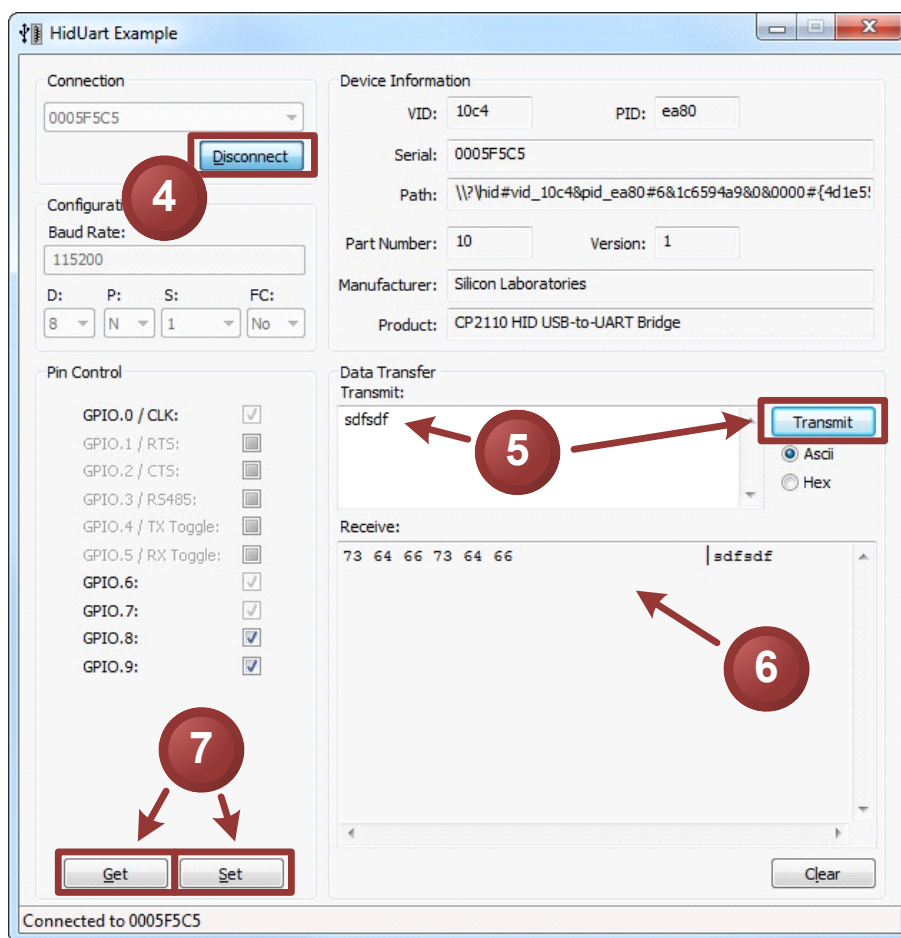 HidUart Example
Connection
0005F5C5
Disconnect
4
Configurati
Baud Rate:
115200
D: P: S: FC:
8 N 1 No
Device Information
VID: 10c4 PID: ea80
Serial: 0005F5C5
Path: \\?\hid#vid_10c4&pid_ea80#6&1c6594a9&0&0000#{4d1e55
Part Number: 10 Version: 1
Manufacturer: Silicon Laboratories
Product: CP2110 HID USB-to-UART Bridge
Pin Control
GPIO.0 / CLK:
GPIO.1 / RTS:
GPIO.2 / CTS:
GPIO.3 / RS485:
GPIO.4 / TX Toggle:
GPIO.5 / RX Toggle:
GPIO.6:
GPIO.7:
GPIO.8:
GPIO.9:
7
Get Set
Data Transfer
Transmit:
sdfsdf
5
Transmit
Ascii
Hex
Receive:
73 64 66 73 64 66 sdfsdf
6
Clear
Connected to 0005F5C5